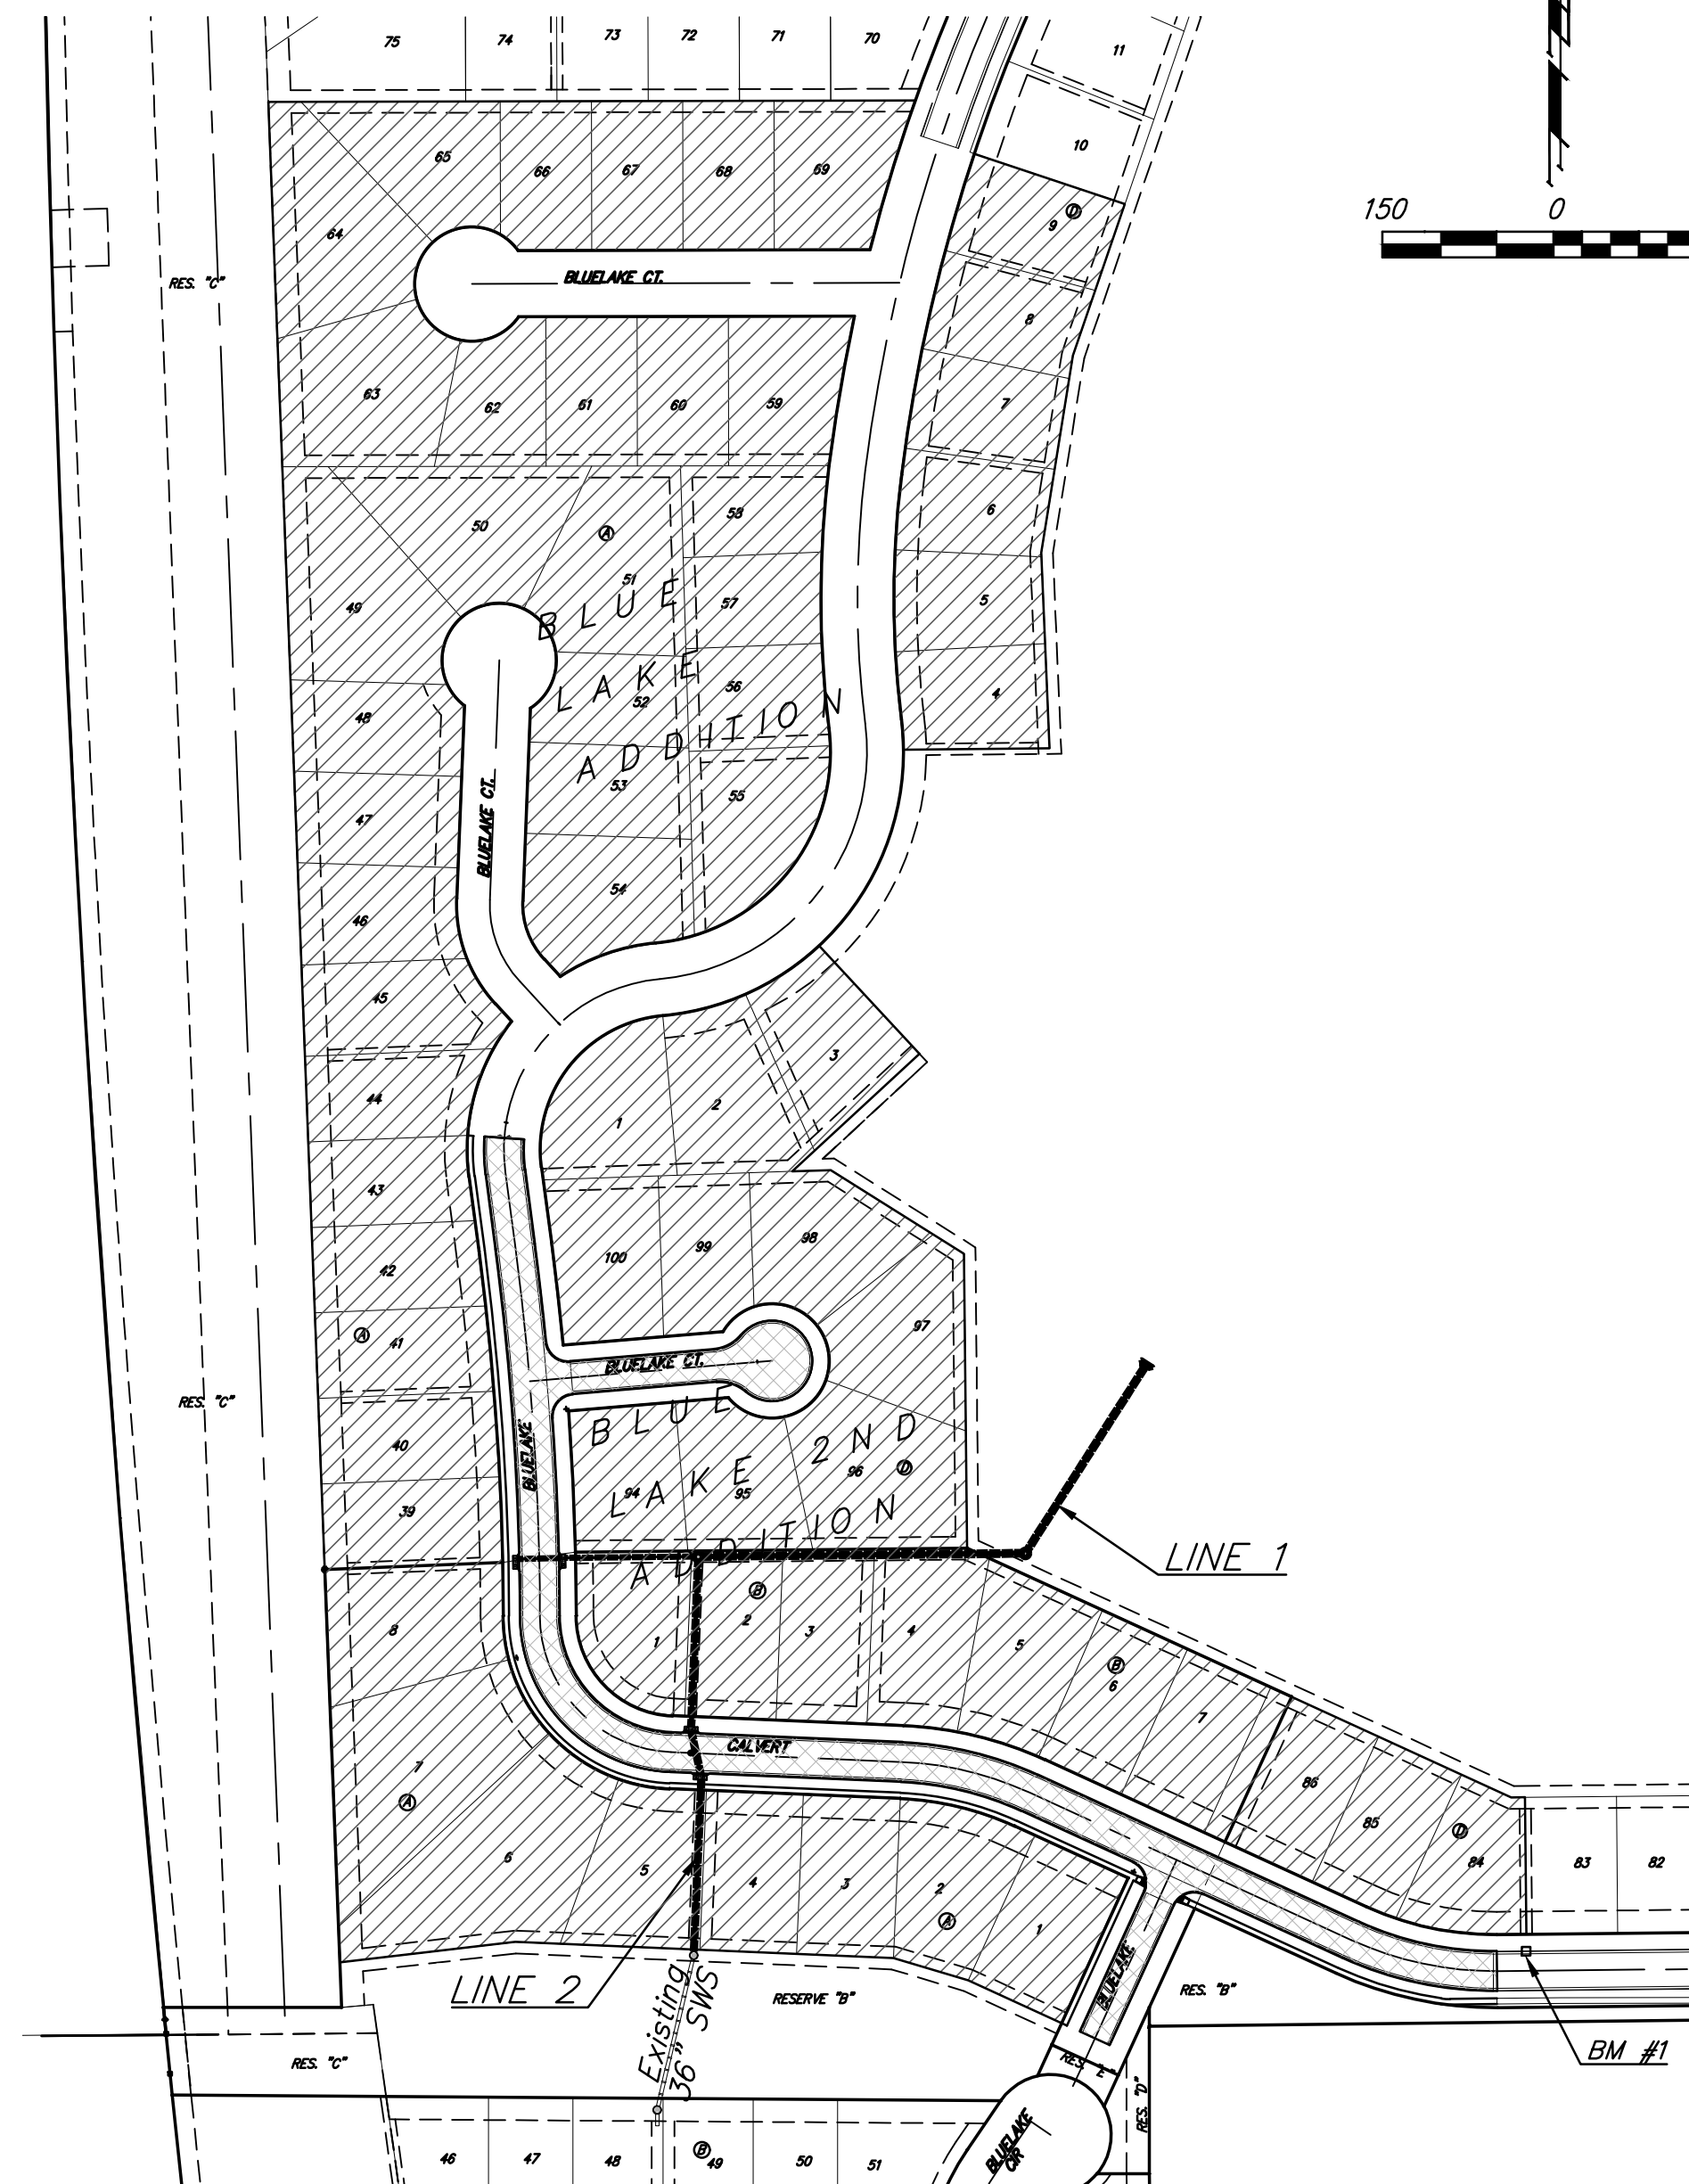 75 74 73 72 71 70 11
10
150 0
65 66 67 68 69
D
9
64
RES. "C"
BLUELAKE CT.
8
63 62 61 60 59
7
50 A 58 6
49 51 57 5
BLUE
LAKE
ADDITION
48 52 56 4
47 53 55
BLUELAKE CT.
46 54
45
3
44 1 2
43
42 100 99 98
A 41 97
BLUELAKE CT.
RES. "C"
BLUE
LAKE 2ND
ADDITION
40 BLUELAKE
94 95 96 D
39
LINE 1
B
8 1 2 3 4 5 B
6
7
CALVERT
7
A
86
85 D
84 83 82
6 5 4 3 2
A 1
BLUELAKE
LINE 2
Existing
36" SWS
RESERVE "B"
RES. "B"
BM #1
RES. "C"
RES. "E"
RES. "D"
BLUELAKE
CIR
46 47 48 B 49 50 51